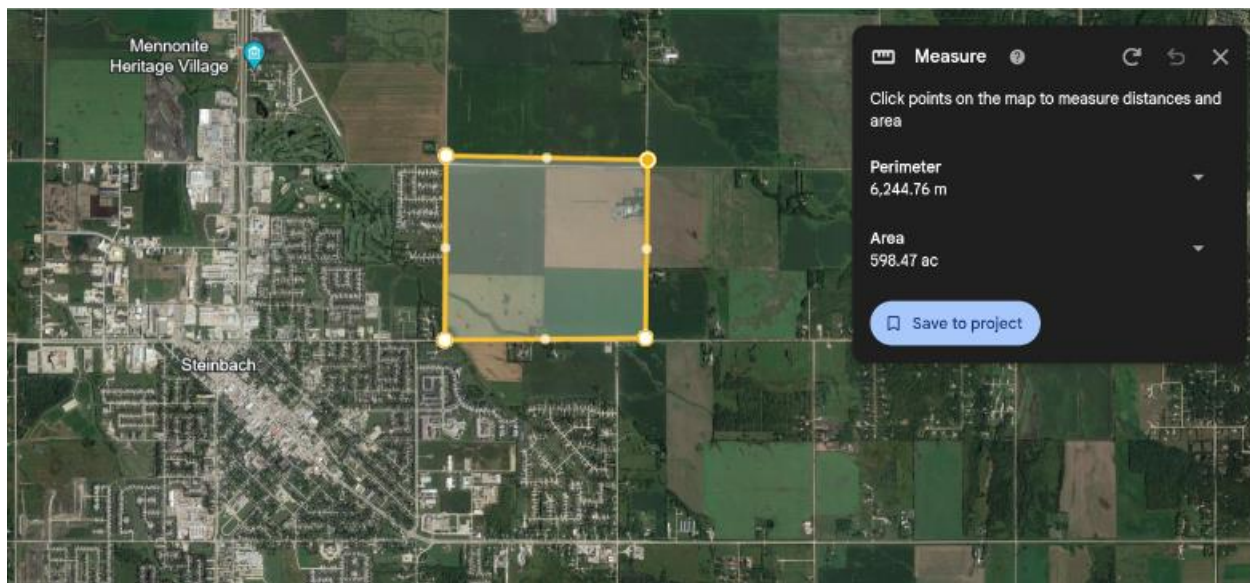 Mennonite
Heritage Village
Steinbach
Measure
Click points on the map to measure distances and
area
Perimeter
6,244.76 m
Area
598.47 ac
Save to project